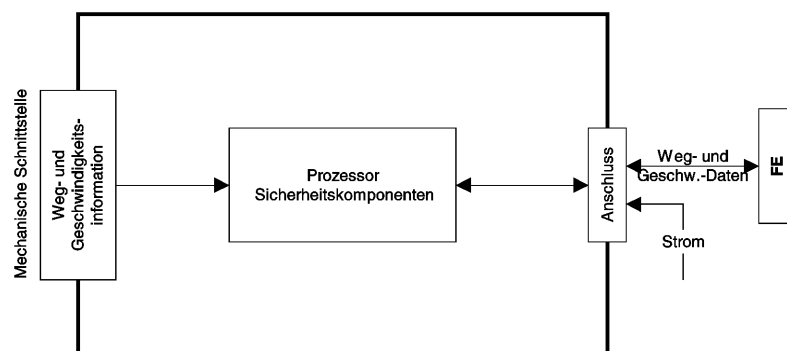 Mechanische Schnittstelle
Weg- und
Geschwindigkeits-
information
Prozessor
Sicherheitskomponenten
Anschluss
Weg- und
Geschw.-Daten
Strom
FE